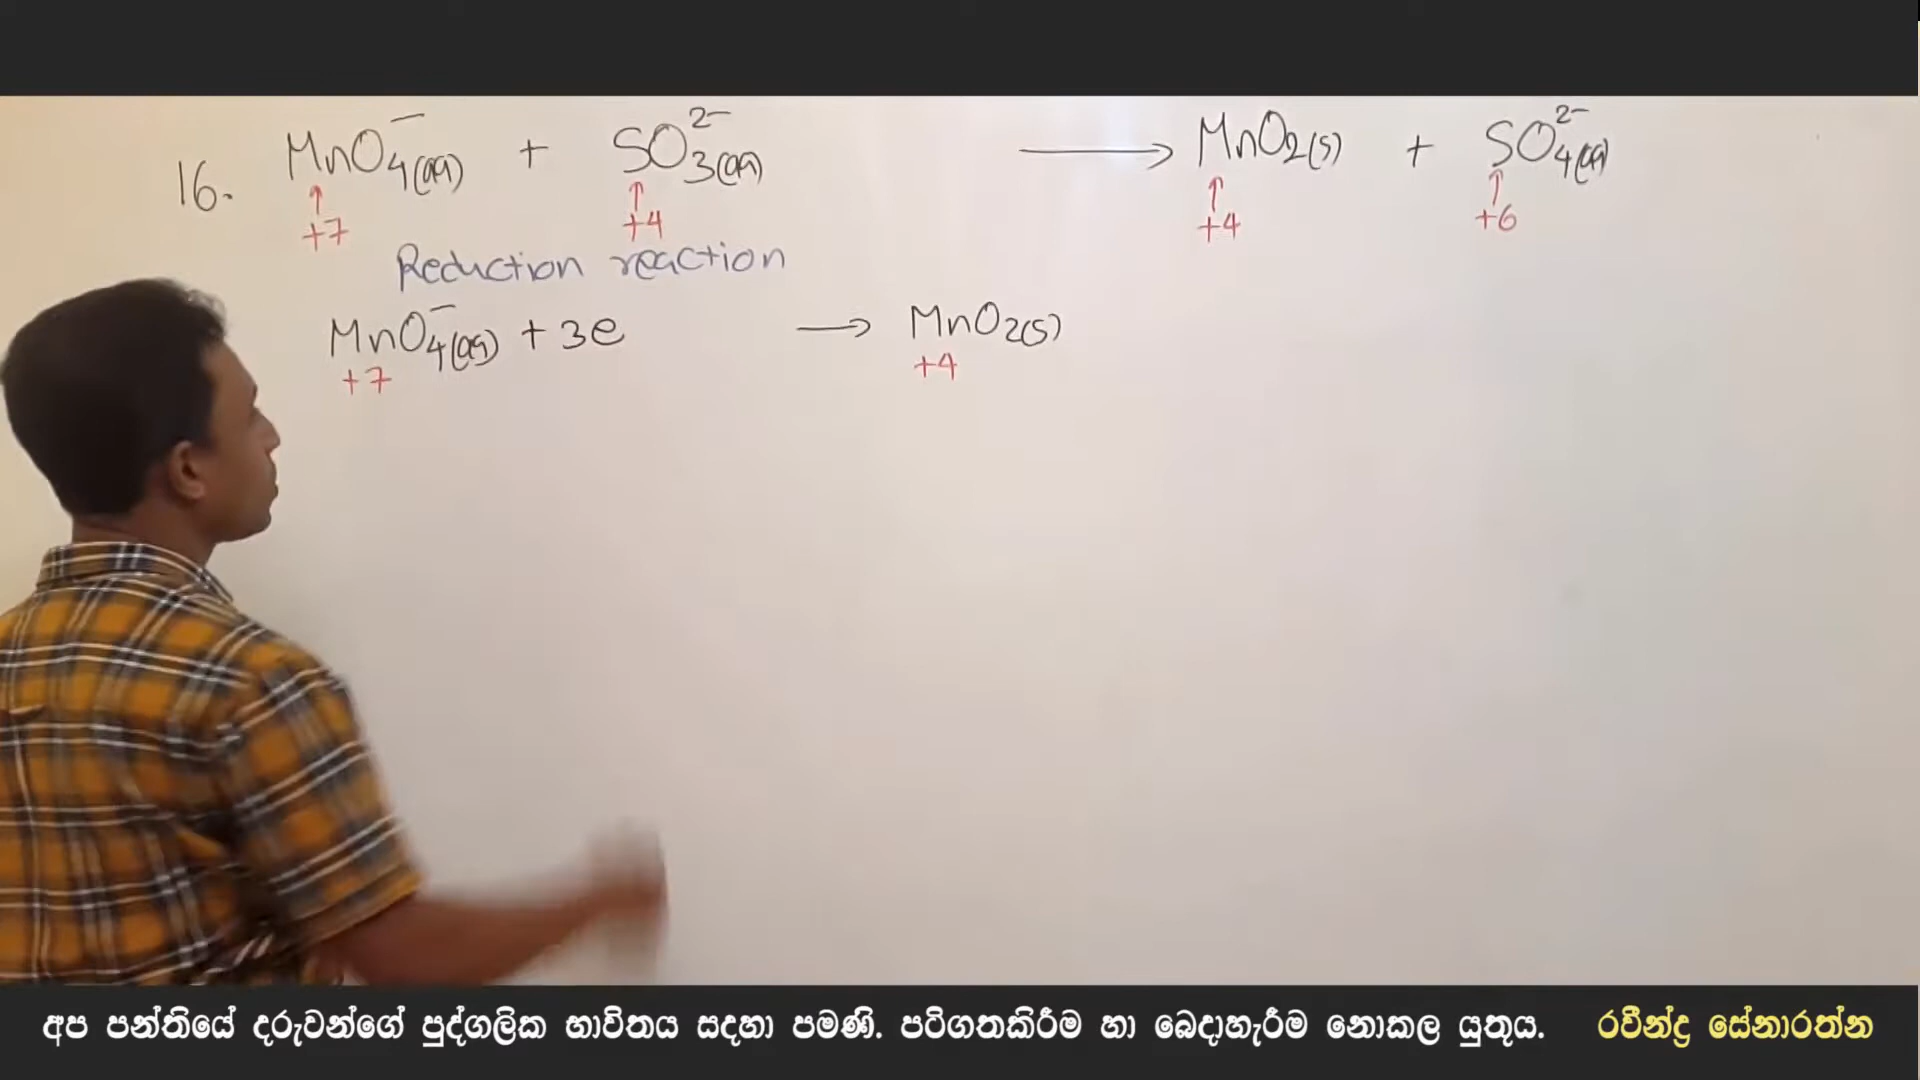 16. MnO₄⁻(aq) + SO₃²⁻(aq) ⟶ MnO₂(s) + SO₄²⁻(aq)
↑ ↑ ↑ ↑
+7 +4 +4 +6
Reduction reaction
MnO₄⁻(aq) + 3e → MnO₂(s)
+7 +4
අප පන්තියේ දරුවන්ගේ පුද්ගලික භාවිතය සදහා පමණි. පටිගතකිරීම හා බෙදාහැරීම නොකල යුතුය. රවීන්ද්‍ර සේනාරත්න